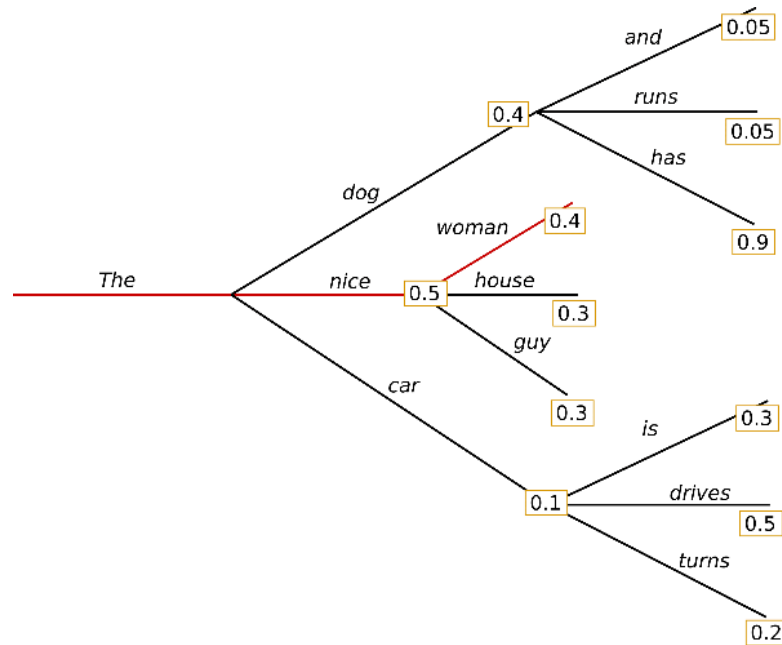 and
0.05
runs
0.4
0.05
has
dog
0.9
woman
0.4
The
nice
0.5
house
0.3
guy
car
0.3
is
0.3
drives
0.1
0.5
turns
0.2